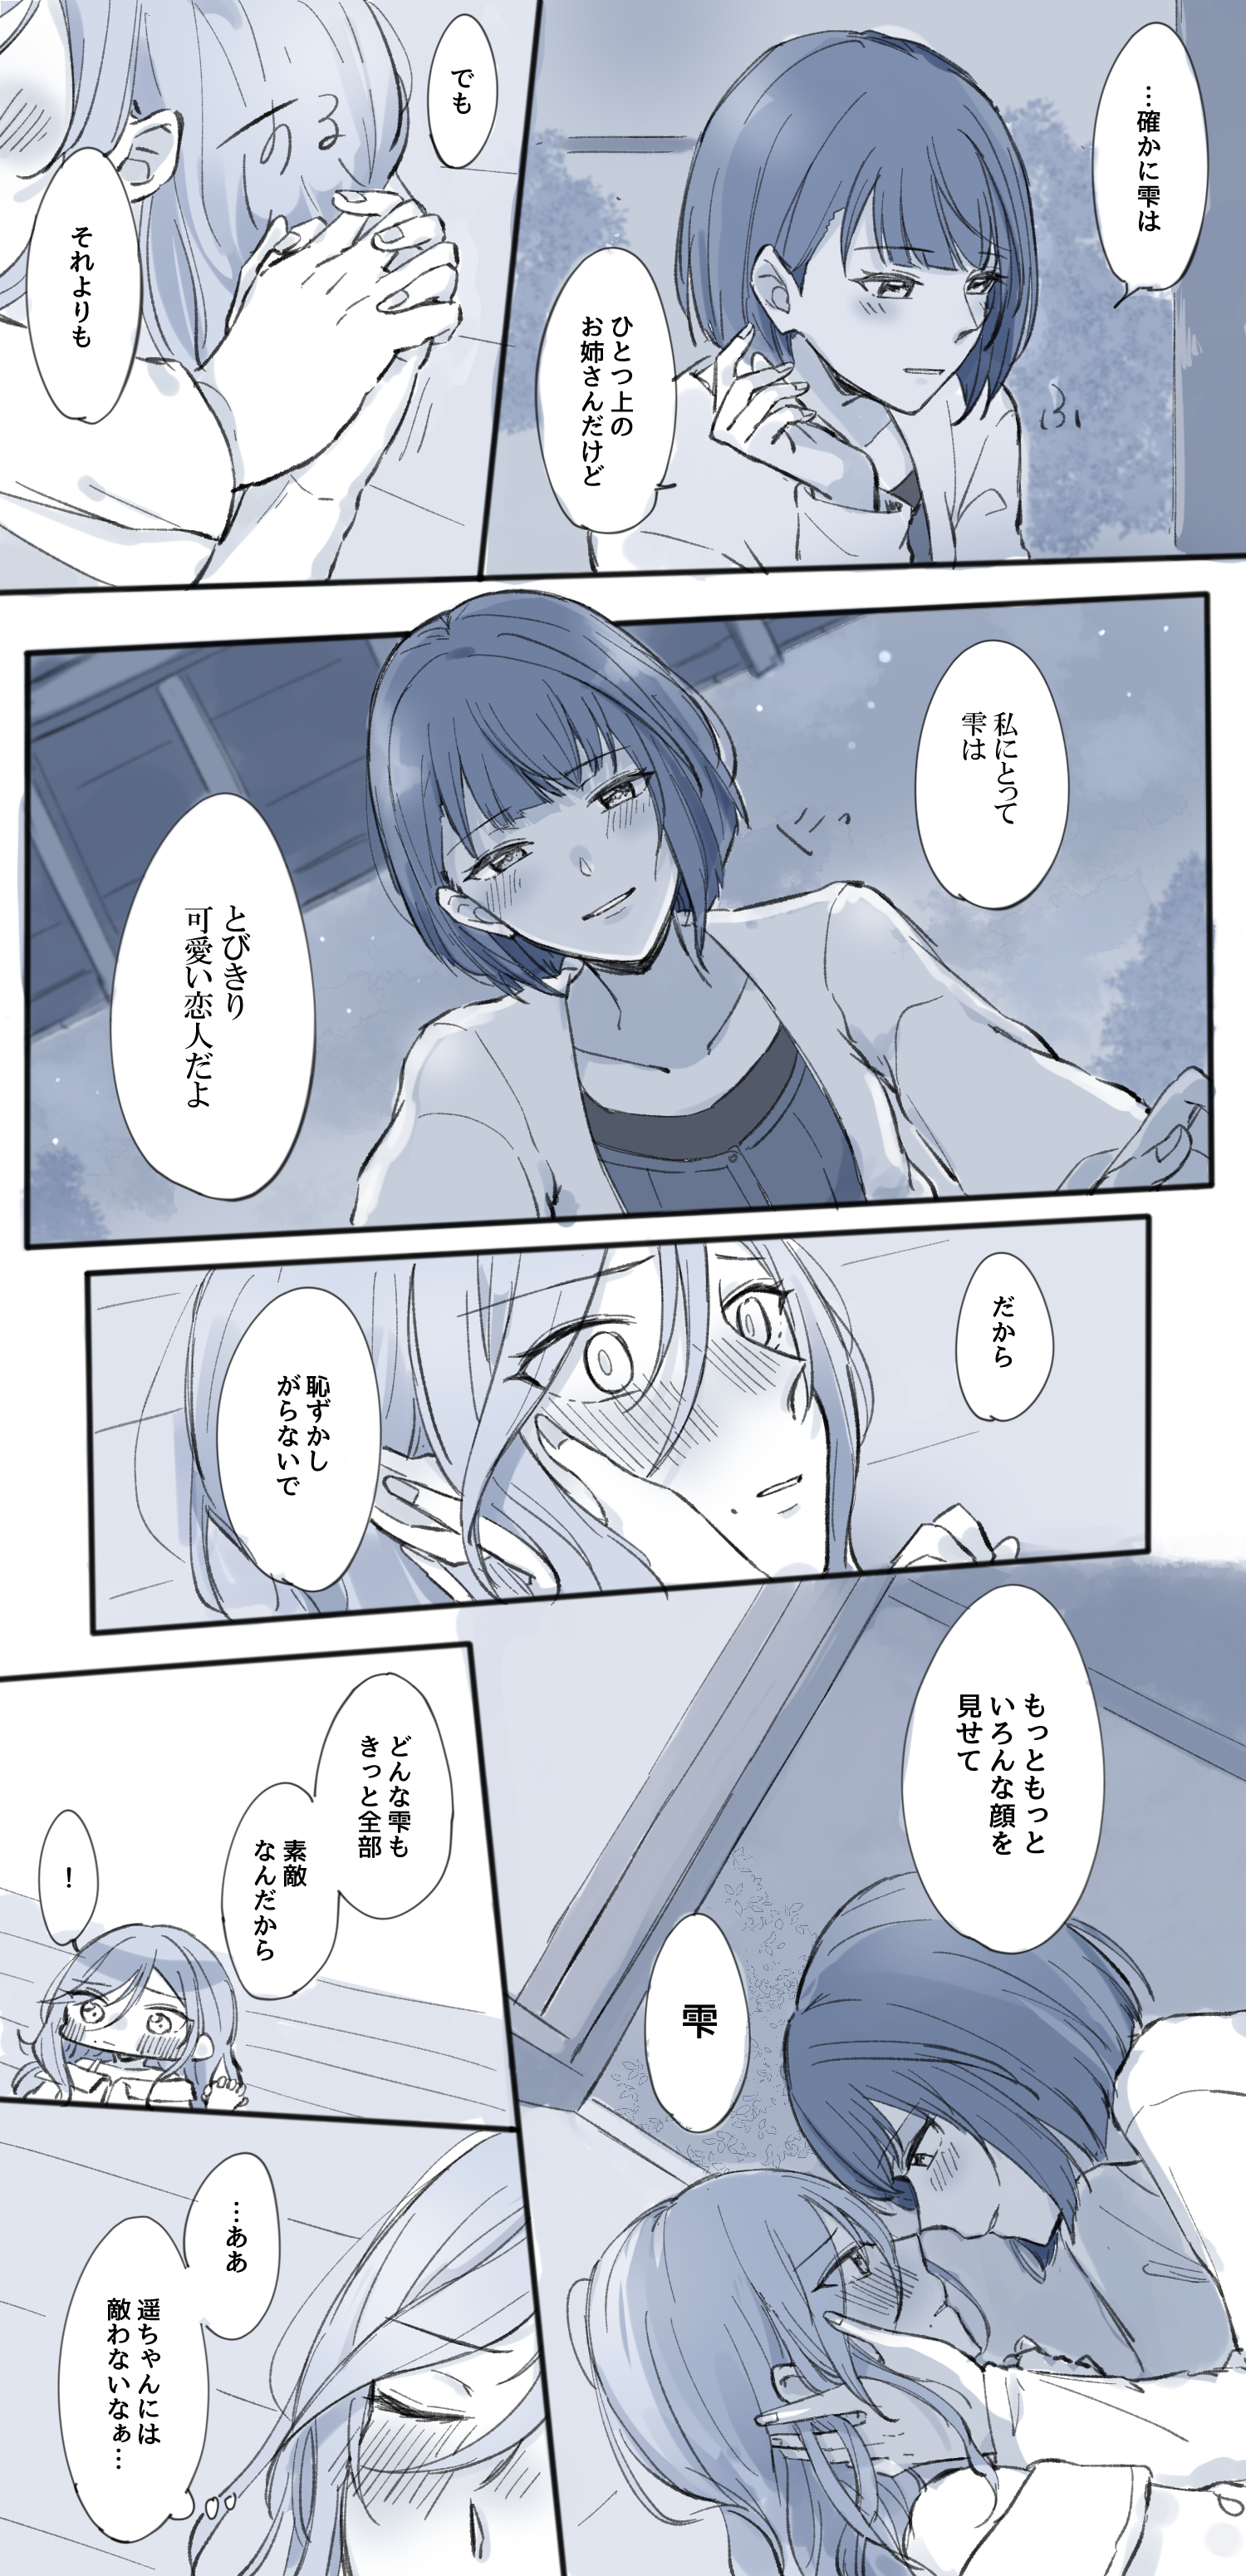 …確かに雫は
ひとつ上の
お姉さんだけど
ふい
でも
ある
それよりも
私にとって
雫は
とびきり
可愛い恋人だよ
だから
恥ずかし
がらないで
もっともっと
いろんな顔を
見せて
雫
どんな雫も
きっと全部
素敵
なんだから
！
…ああ
遥ちゃんには
敵わないなぁ…